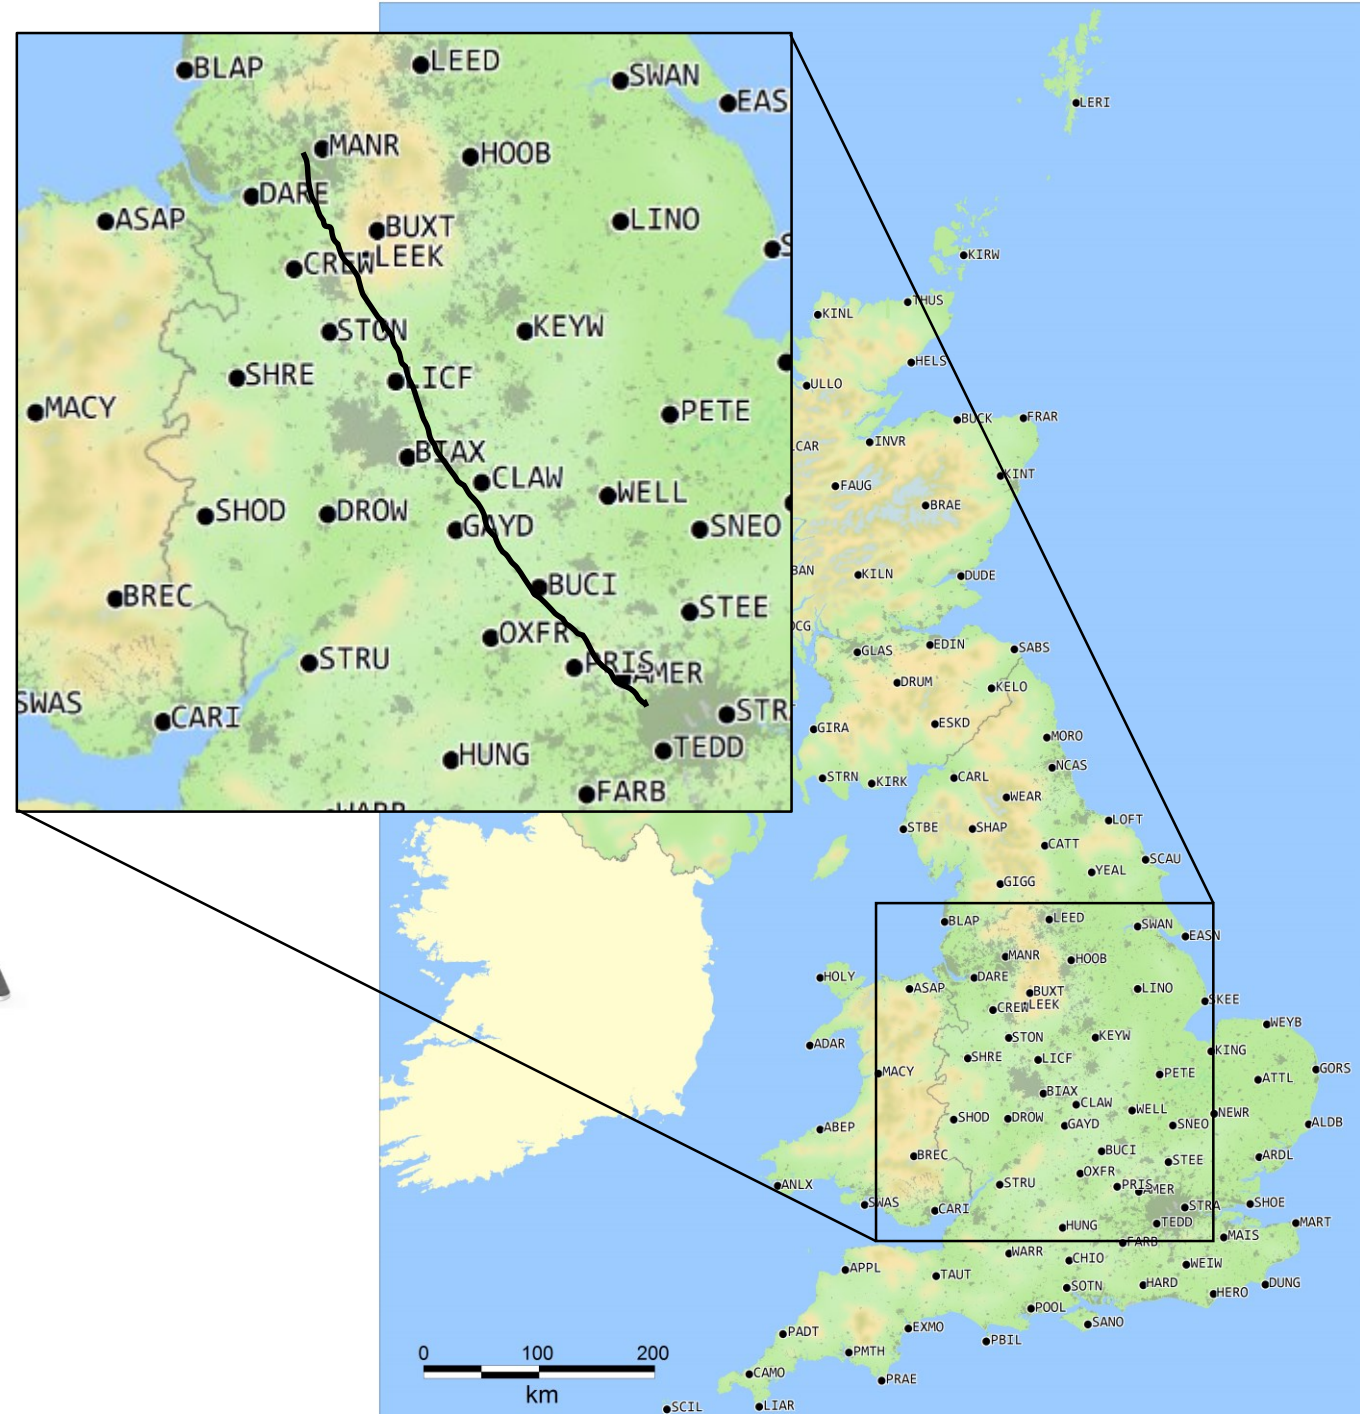 BLAP
LEED
SWAN
EAS
MANR
HOOB
DARE
ASAP
BUXT
LINO
CREW
LEEK
S
STON
KEYW
SHRE
LICF
MACY
PETE
BIAX
CLAW
WELL
SHOD
DROW
GAYD
SNEO
BREC
BUCI
STEE
OXFR
STRU
PRIS
AMER
SWAS
CARI
STR
HUNG
TEDD
FARB
WARR
LERI
KIRW
THUS
KINL
HELS
ULLO
BUCK
FRAR
CAR
INVR
KINT
FAUG
BRAE
BAN
KILN
DUDE
OCG
GLAS
EDIN
SABS
DRUM
KELO
GIRA
ESKD
MORO
NCAS
STRN
KIRK
CARL
WEAR
STBE
SHAP
LOFT
CATT
SCAU
GIGG
YEAL
BLAP
LEED
SWAN
EASN
MANR
HOOB
HOLY
DARE
ASAP
BUXT
LINO
SKEE
CREW
LEEK
WEYB
ADAR
STON
KEYW
KING
SHRE
LICF
GORS
MACY
PETE
ATTL
BIAX
CLAW
WELL
NEWR
ABEP
SHOD
DROW
GAYD
SNEO
ALDB
BREC
BUCI
STEE
ARDL
OXFR
ANLX
STRU
PRIS
AMER
SWAS
CARI
STRA
SHOE
HUNG
TEDD
MART
FARB
MAIS
WARR
CHIO
WEIW
APPL
TAUT
SOTN
HARD
DUNG
HERO
POOL
SANO
PADT
EXMO
PBIL
PMTH
CAMO
PRAE
SCIL
LIAR
0 100 200
km